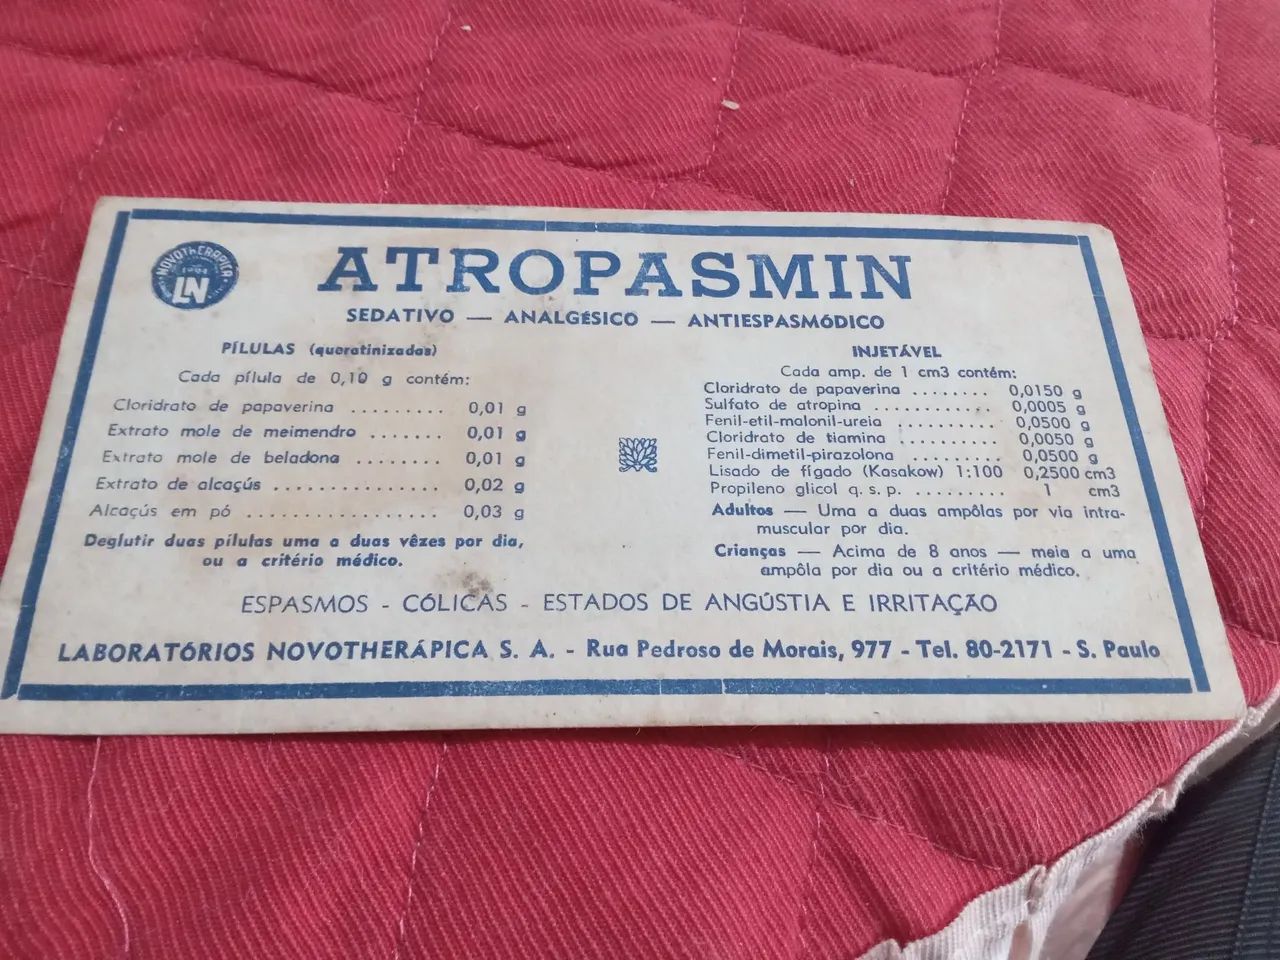 NOVOTHERAPICA
LN
ATROPASMIN
SEDATIVO — ANALGÉSICO — ANTIESPASMÓDICO
PÍLULAS (queratinizadas)
Cada pílula de 0,10 g contém:
Cloridrato de papaverina ......... 0,01 g
Extrato mole de meimendro ....... 0,01 g
Extrato mole de beladona ........ 0,01 g
Extrato de alcaçús ................ 0,02 g
Alcaçús em pó .................. 0,03 g
Deglutir duas pílulas uma a duas vêzes por dia,
ou a critério médico.
INJETÁVEL
Cada amp. de 1 cm3 contém:
Cloridrato de papaverina ........ 0,0150 g
Sulfato de atropina ............ 0,0005 g
Fenil-etil-malonil-ureia .......... 0,0500 g
Cloridrato de tiamina ........... 0,0050 g
Fenil-dimetil-pirazolona ......... 0,0500 g
Lisado de fígado (Kasakow) 1:100 0,2500 cm3
Propileno glicol q. s. p. ......... 1 cm3
Adultos — Uma a duas ampôlas por via intra-
muscular por dia.
Crianças — Acima de 8 anos — meia a uma
ampôla por dia ou a critério médico.
ESPASMOS - CÓLICAS - ESTADOS DE ANGÚSTIA E IRRITAÇÃO
LABORATÓRIOS NOVOTHERÁPICA S. A. - Rua Pedroso de Morais, 977 - Tel. 80-2171 - S. Paulo